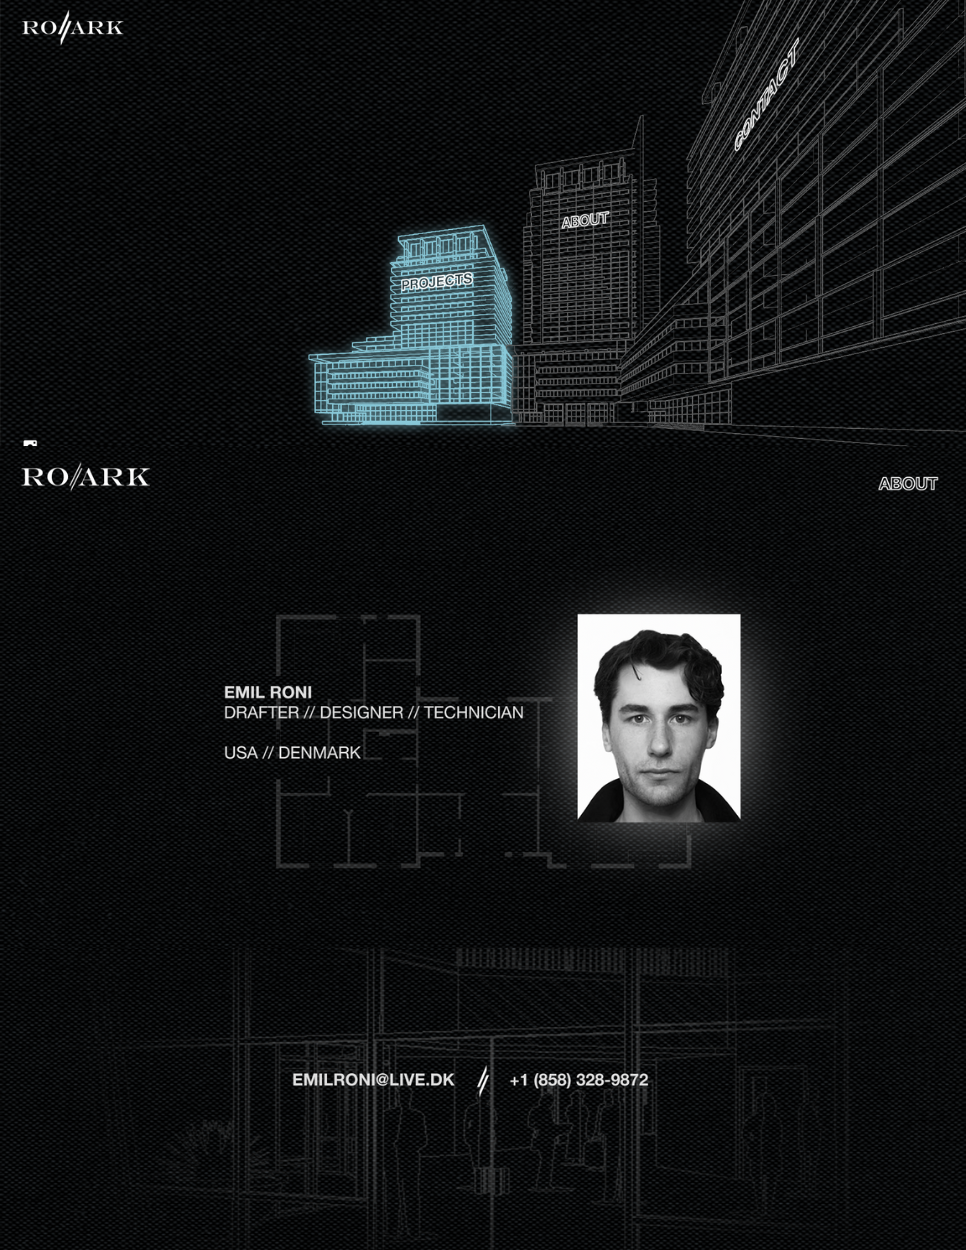 RO//ARK
CONTACT
ABOUT
PROJECTS
RO//ARK
ABOUT
EMIL RONI
DRAFTER // DESIGNER // TECHNICIAN
USA // DENMARK
EMILRONI@LIVE.DK // +1 (858) 328-9872